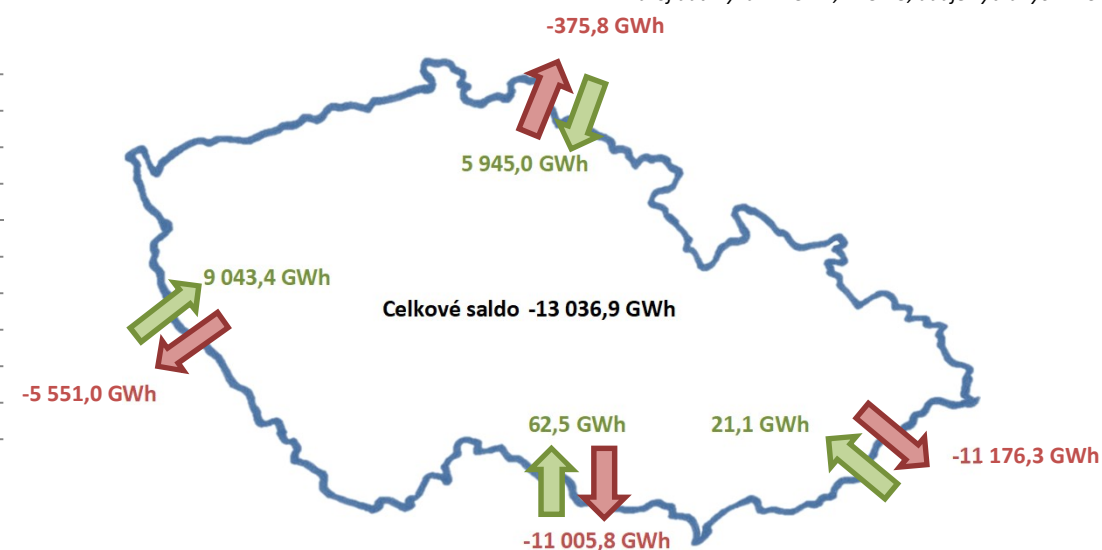 -375,8 GWh
5 945,0 GWh
9 043,4 GWh
Celkové saldo -13 036,9 GWh
-5 551,0 GWh
62,5 GWh
21,1 GWh
-11 176,3 GWh
-11 005,8 GWh